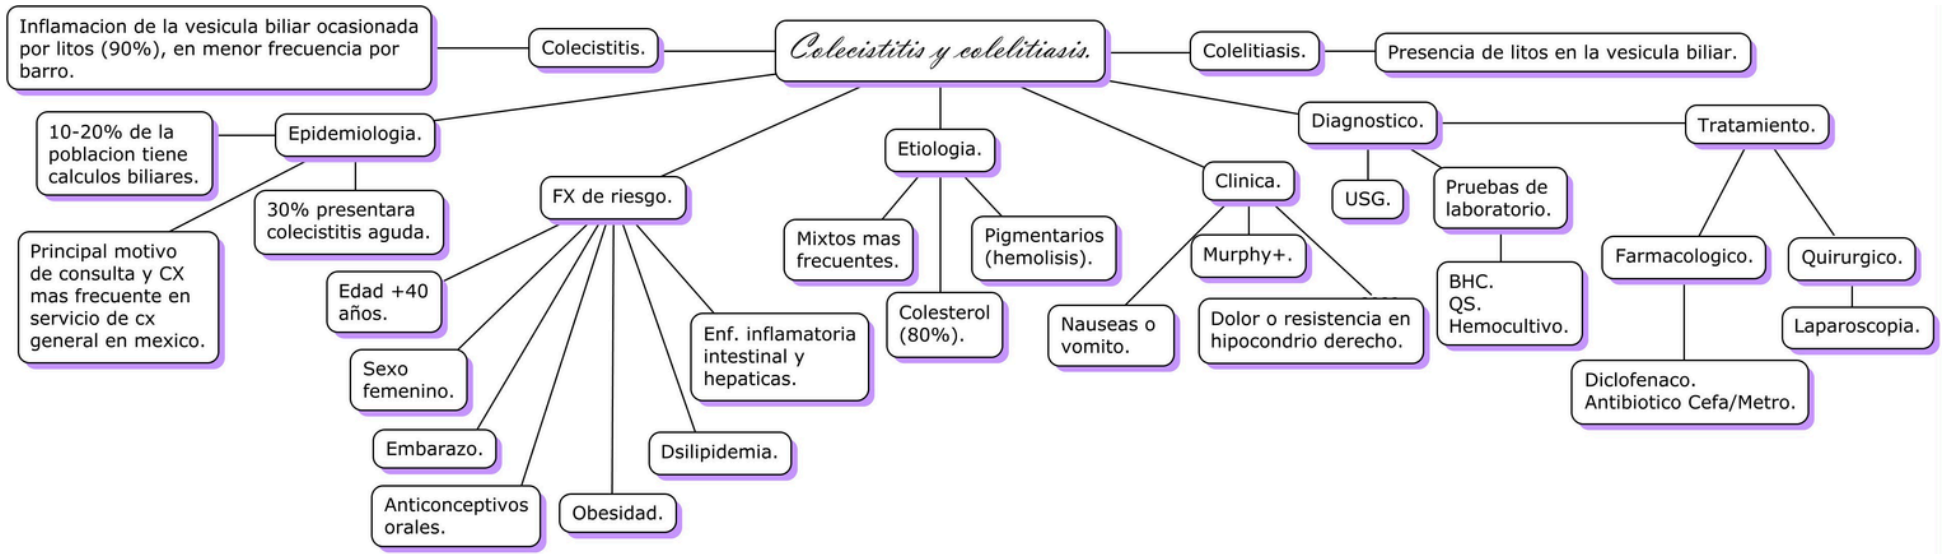 Colecistitis y colelitiasis.
Colecistitis.
Inflamacion de la vesicula biliar ocasionada
por litos (90%), en menor frecuencia por
barro.
Colelitiasis.
Presencia de litos en la vesicula biliar.
Epidemiologia.
10-20% de la
poblacion tiene
calculos biliares.
30% presentara
colecistitis aguda.
Principal motivo
de consulta y CX
mas frecuente en
servicio de cx
general en mexico.
FX de riesgo.
Edad +40
años.
Sexo
femenino.
Embarazo.
Anticonceptivos
orales.
Obesidad.
Dsilipidemia.
Enf. inflamatoria
intestinal y
hepaticas.
Etiologia.
Mixtos mas
frecuentes.
Colesterol
(80%).
Pigmentarios
(hemolisis).
Clinica.
Nauseas o
vomito.
Murphy+.
Dolor o resistencia en
hipocondrio derecho.
Diagnostico.
USG.
Pruebas de
laboratorio.
BHC.
QS.
Hemocultivo.
Tratamiento.
Farmacologico.
Diclofenaco.
Antibiotico Cefa/Metro.
Quirurgico.
Laparoscopia.